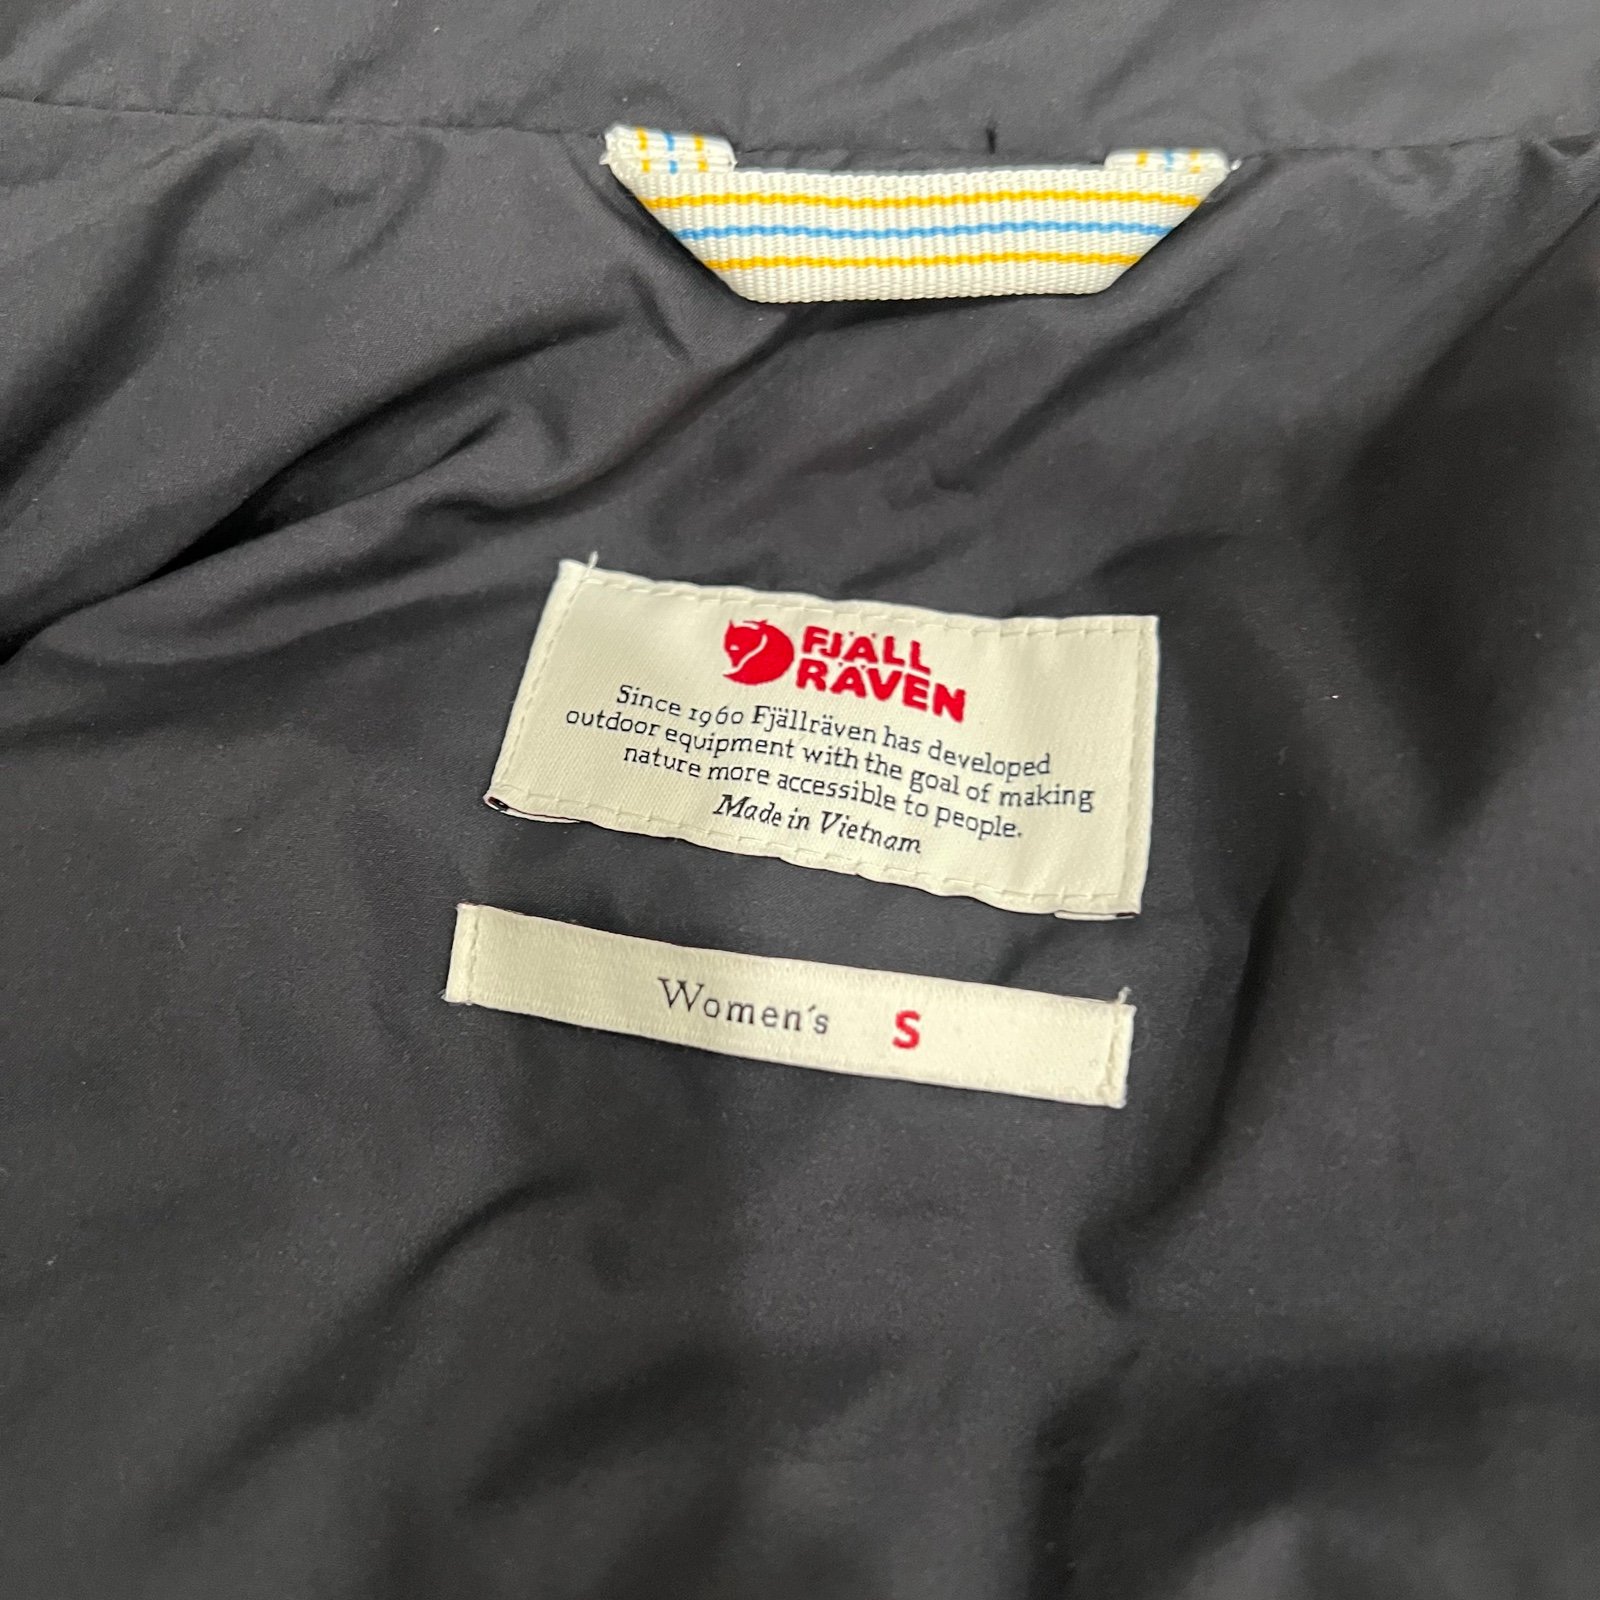 FJÄLL
RÄVEN
Since 1960 Fjällräven has developed
outdoor equipment with the goal of making
nature more accessible to people.
Made in Vietnam
Women's S